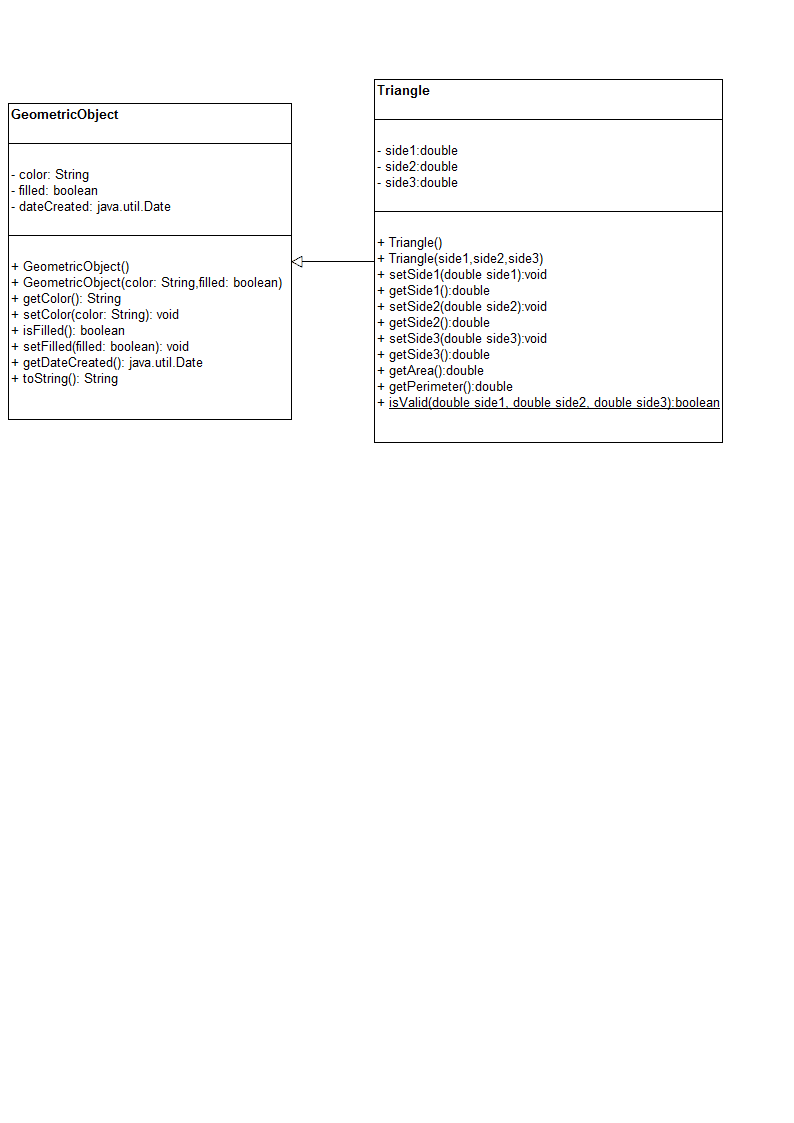 GeometricObject
- color: String
- filled: boolean
- dateCreated: java.util.Date
+ GeometricObject()
+ GeometricObject(color: String,filled: boolean)
+ getColor(): String
+ setColor(color: String): void
+ isFilled(): boolean
+ setFilled(filled: boolean): void
+ getDateCreated(): java.util.Date
+ toString(): String
Triangle
- side1:double
- side2:double
- side3:double
+ Triangle()
+ Triangle(side1,side2,side3)
+ setSide1(double side1):void
+ getSide1():double
+ setSide2(double side2):void
+ getSide2():double
+ setSide3(double side3):void
+ getSide3():double
+ getArea():double
+ getPerimeter():double
+ isValid(double side1, double side2, double side3):boolean